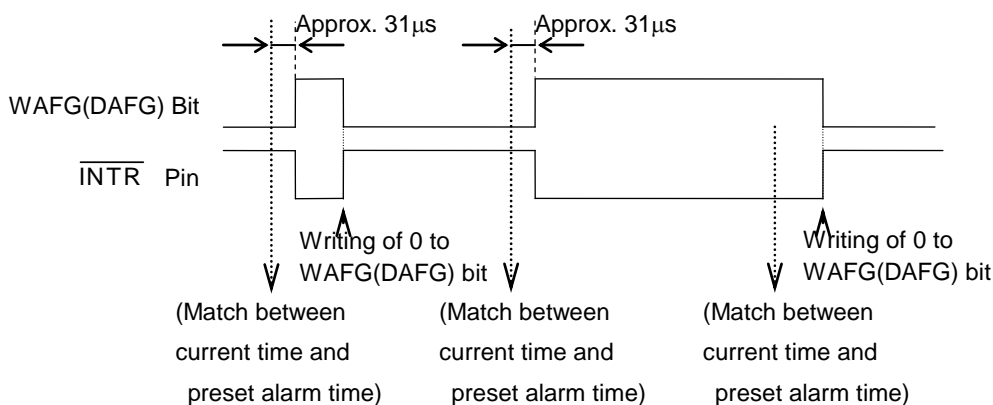 Approx. 31μs
Approx. 31μs
WAFG(DAFG) Bit
INTR Pin
Writing of 0 to
WAFG(DAFG) bit
Writing of 0 to
WAFG(DAFG) bit
(Match between
current time and
preset alarm time)
(Match between
current time and
preset alarm time)
(Match between
current time and
preset alarm time)